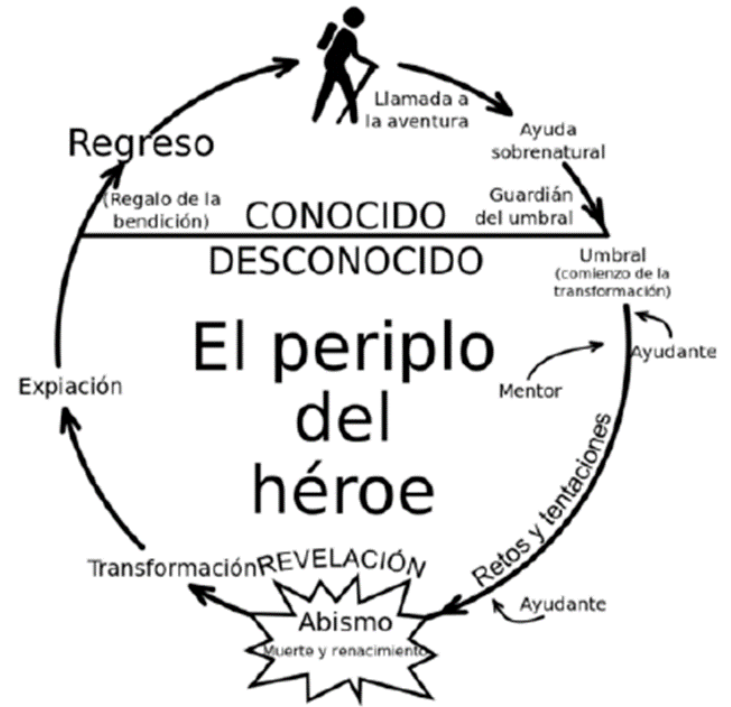 Llamada a
la aventura
Ayuda
sobrenatural
Guardián
del umbral
Regreso
(Regalo de la
bendición)
CONOCIDO
DESCONOCIDO
Umbral
(comienzo de la
transformación)
El periplo
del
héroe
Ayudante
Mentor
Retos y tentaciones
Ayudante
REVELACIÓN
Abismo
Muerte y renacimiento
Transformación
Expiación